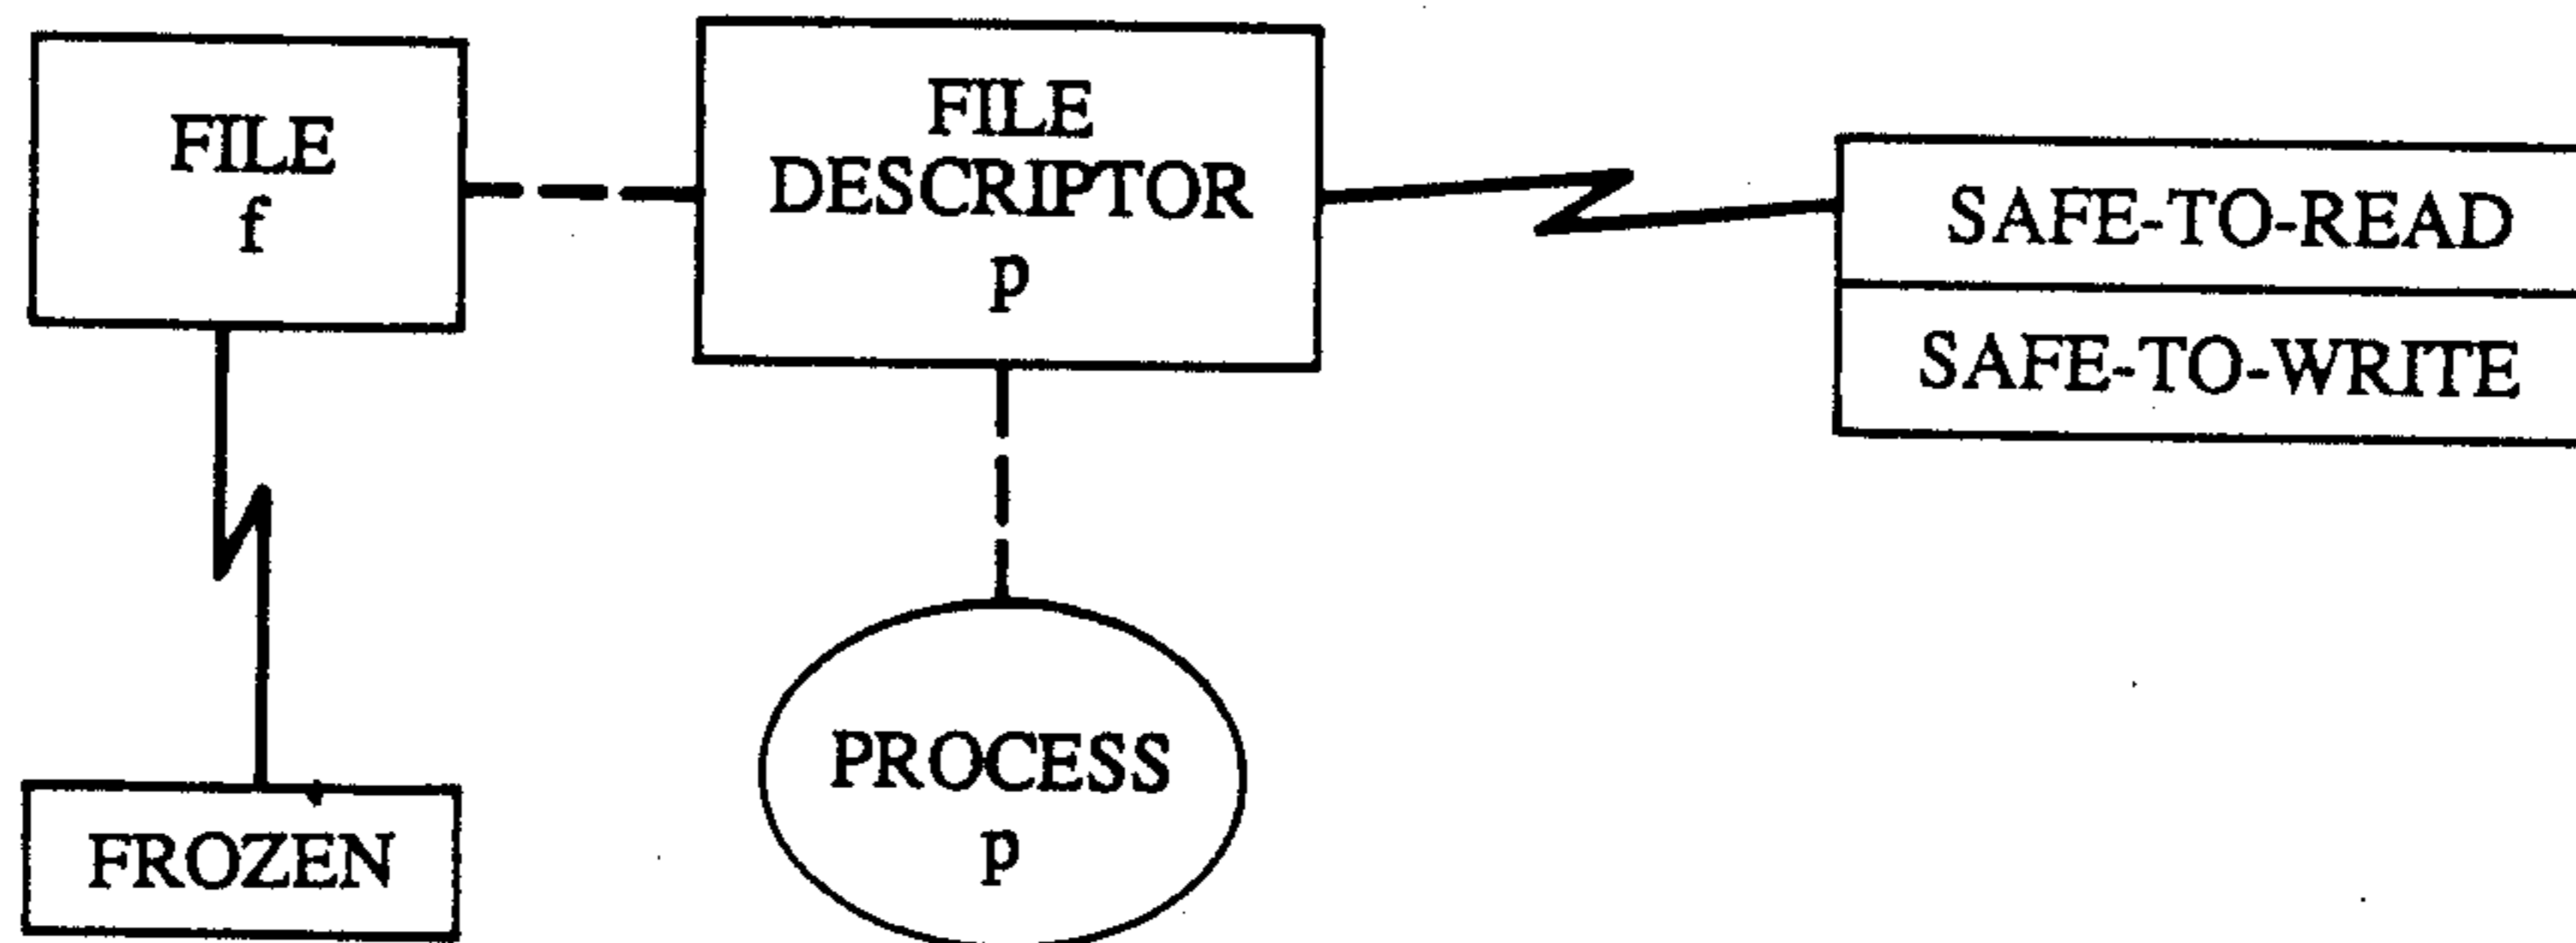 FILE
f
FILE
DESCRIPTOR
p
SAFE-TO-READ
SAFE-TO-WRITE
PROCESS
p
FROZEN